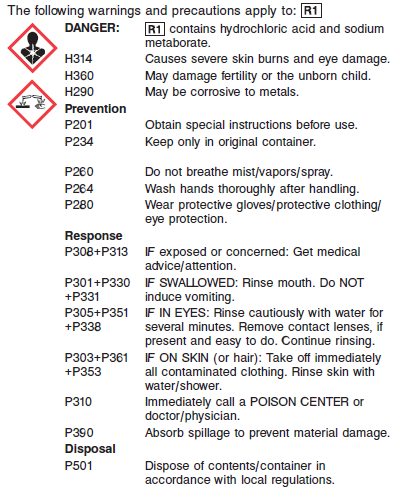 The following warnings and precautions apply to: R1
DANGER: R1 contains hydrochloric acid and sodium
metaborate.
H314 Causes severe skin burns and eye damage.
H360 May damage fertility or the unborn child.
H290 May be corrosive to metals.
Prevention
P201 Obtain special instructions before use.
P234 Keep only in original container.
P260 Do not breathe mist/vapors/spray.
P264 Wash hands thoroughly after handling.
P280 Wear protective gloves/protective clothing/
eye protection.
Response
P308+P313 IF exposed or concerned: Get medical
advice/attention.
P301+P330 IF SWALLOWED: Rinse mouth. Do NOT
+P331 induce vomiting.
P305+P351 IF IN EYES: Rinse cautiously with water for
+P338 several minutes. Remove contact lenses, if
present and easy to do. Continue rinsing.
P303+P361 IF ON SKIN (or hair): Take off immediately
+P353 all contaminated clothing. Rinse skin with
water/shower.
P310 Immediately call a POISON CENTER or
doctor/physician.
P390 Absorb spillage to prevent material damage.
Disposal
P501 Dispose of contents/container in
accordance with local regulations.